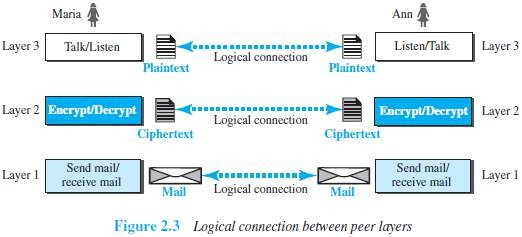 Maria
Ann
Layer 3
Talk/Listen
Plaintext
Logical connection
Plaintext
Listen/Talk
Layer 3
Layer 2
Encrypt/Decrypt
Ciphertext
Logical connection
Ciphertext
Encrypt/Decrypt
Layer 2
Layer 1
Send mail/
receive mail
Mail
Logical connection
Mail
Send mail/
receive mail
Layer 1
Figure 2.3 Logical connection between peer layers